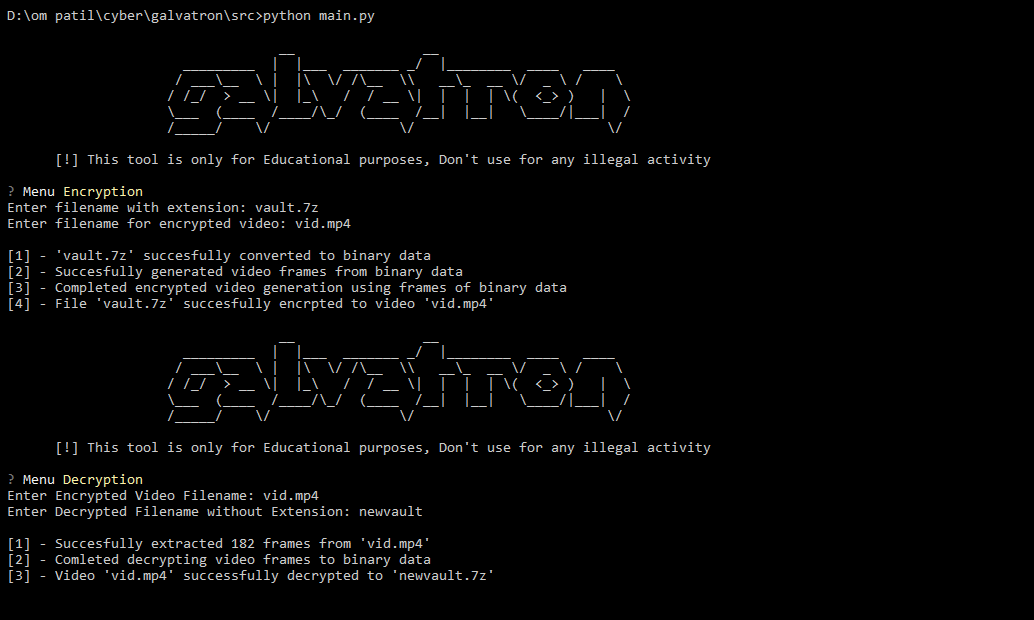 D:\om patil\cyber\galvatron\src>python main.py
galvatron
[!] This tool is only for Educational purposes, Don't use for any illegal activity
? Menu Encryption
Enter filename with extension: vault.7z
Enter filename for encrypted video: vid.mp4
[1] - 'vault.7z' succesfully converted to binary data
[2] - Succesfully generated video frames from binary data
[3] - Completed encrypted video generation using frames of binary data
[4] - File 'vault.7z' succesfully encrpted to video 'vid.mp4'
galvatron
[!] This tool is only for Educational purposes, Don't use for any illegal activity
? Menu Decryption
Enter Encrypted Video Filename: vid.mp4
Enter Decrypted Filename without Extension: newvault
[1] - Succesfully extracted 182 frames from 'vid.mp4'
[2] - Comleted decrypting video frames to binary data
[3] - Video 'vid.mp4' successfully decrypted to 'newvault.7z'